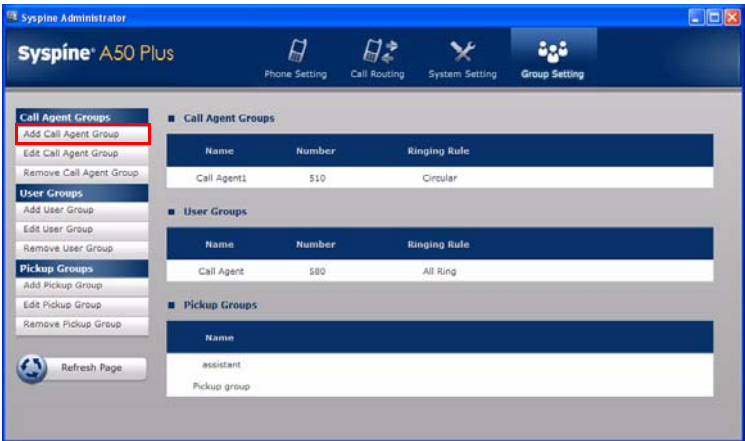 Syspine Administrator
Syspine® A50 Plus
Phone Setting
Call Routing
System Setting
Group Setting
Call Agent Groups
Add Call Agent Group
Edit Call Agent Group
Remove Call Agent Group
User Groups
Add User Group
Edit User Group
Remove User Group
Pickup Groups
Add Pickup Group
Edit Pickup Group
Remove Pickup Group
Refresh Page
Call Agent Groups
Name Number Ringing Rule
Call Agent1 510 Circular
User Groups
Name Number Ringing Rule
Call Agent 580 All Ring
Pickup Groups
Name
assistant
Pickup group